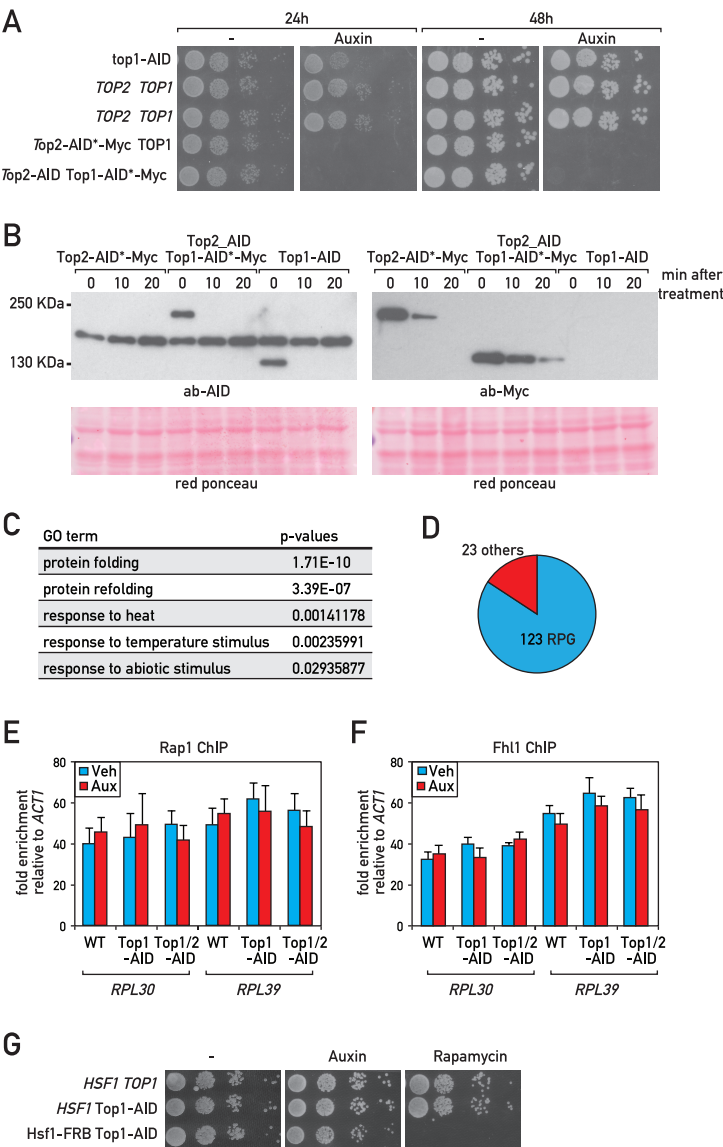 A
24h 48h
- Auxin - Auxin
top1-AID
TOP2 TOP1
TOP2 TOP1
Top2-AID*-Myc TOP1
Top2-AID Top1-AID*-Myc
B
Top2_AID Top2_AID
Top2-AID*-Myc Top1-AID*-Myc Top1-AID Top2-AID*-Myc Top1-AID*-Myc Top1-AID
0 10 20 0 10 20 0 10 20 0 10 20 0 10 20 0 10 20 min after
treatment
250 KDa
130 KDa
ab-AID ab-Myc
red ponceau red ponceau
C
GO term p-values
protein folding 1.71E-10
protein refolding 3.39E-07
response to heat 0.00141178
response to temperature stimulus 0.00235991
response to abiotic stimulus 0.02935877
D
23 others
123 RPG
E
Rap1 ChIP
fold enrichment
relative to ACT1
80
60
40
20
0
Veh
Aux
WT Top1 Top1/2 WT Top1 Top1/2
-AID -AID -AID -AID
RPL30 RPL39
F
Fhl1 ChIP
fold enrichment
relative to ACT1
80
60
40
20
0
Veh
Aux
WT Top1 Top1/2 WT Top1 Top1/2
-AID -AID -AID -AID
RPL30 RPL39
G
- Auxin Rapamycin
HSF1 TOP1
HSF1 Top1-AID
Hsf1-FRB Top1-AID